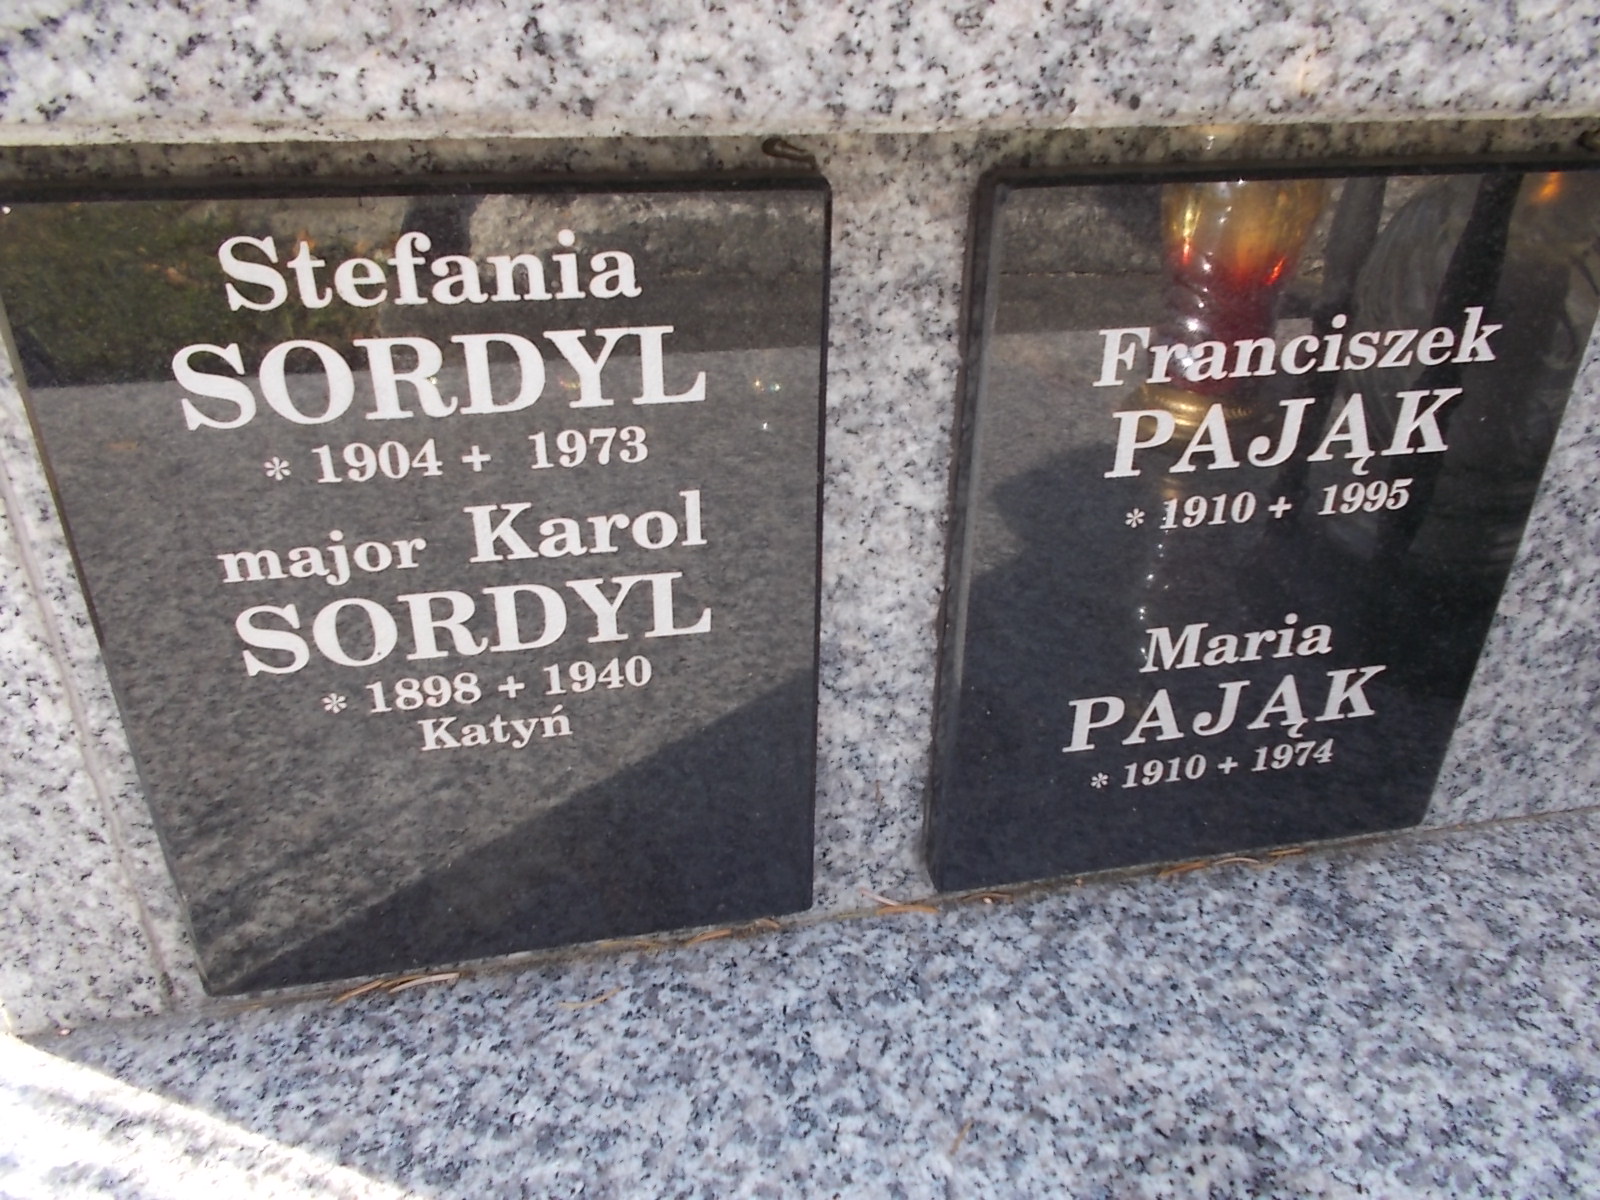 Stefania
SORDYL
* 1904 + 1973
major Karol
SORDYL
* 1898 + 1940
Katyń
Franciszek
PAJĄK
* 1910 + 1995
Maria
PAJĄK
* 1910 + 1974